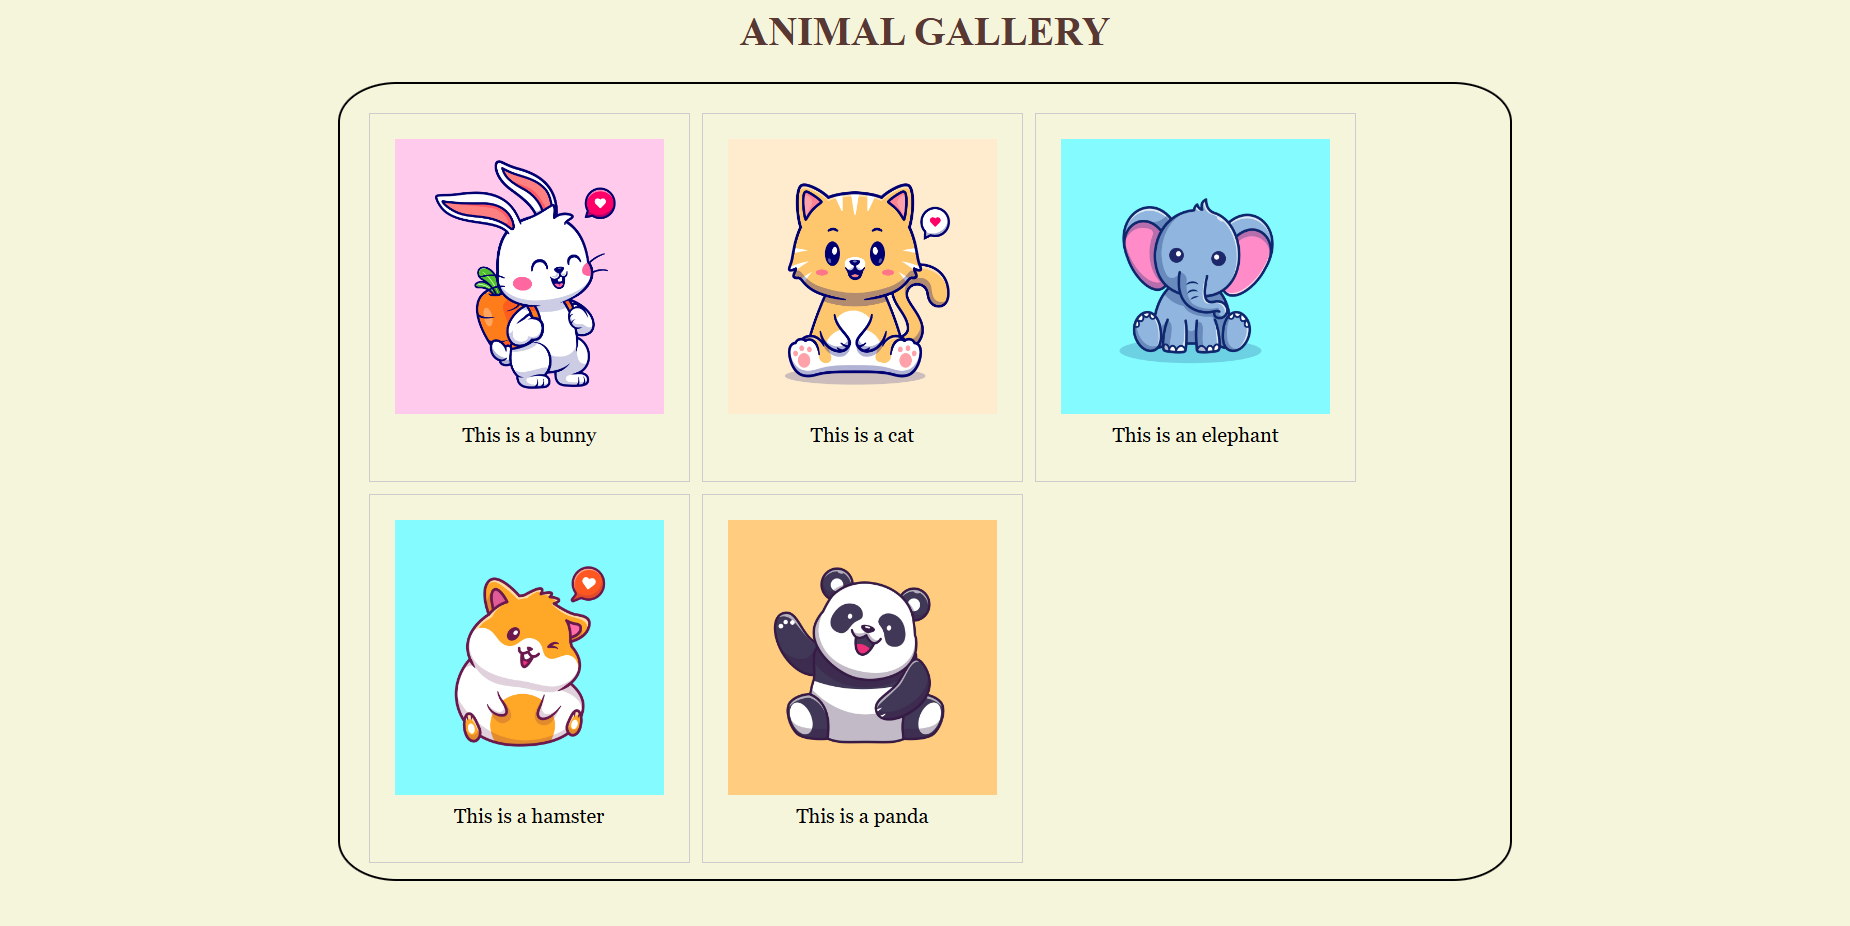 ANIMAL GALLERY
This is a bunny
This is a cat
This is an elephant
This is a hamster
This is a panda